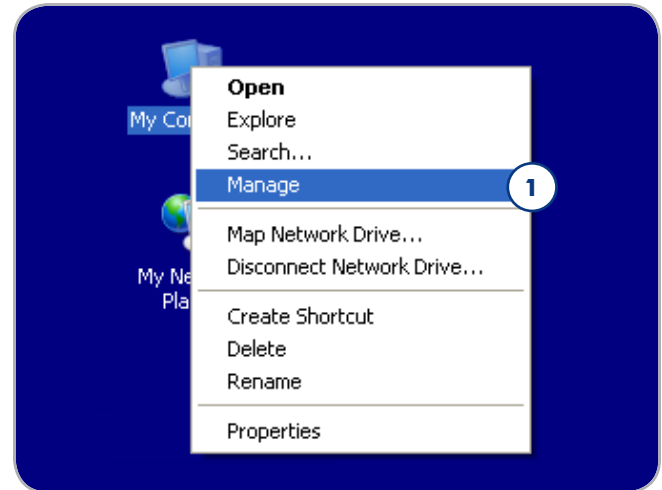 Open
My Co
Explore
Search...
Manage
1
Map Network Drive...
Disconnect Network Drive...
My Ne
Pla
Create Shortcut
Delete
Rename
Properties